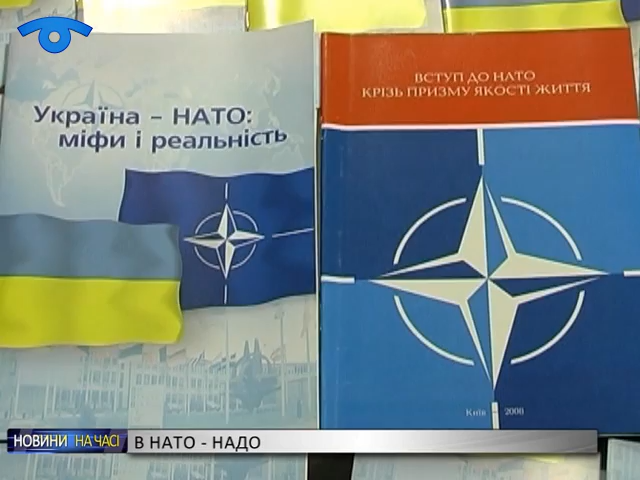 Україна – НАТО:
міфи і реальність
ВСТУП ДО НАТО
КРІЗЬ ПРИЗМУ ЯКОСТІ ЖИТТЯ
Київ – 2008
НОВИНИ НА ЧАСІ
В НАТО - НАДО